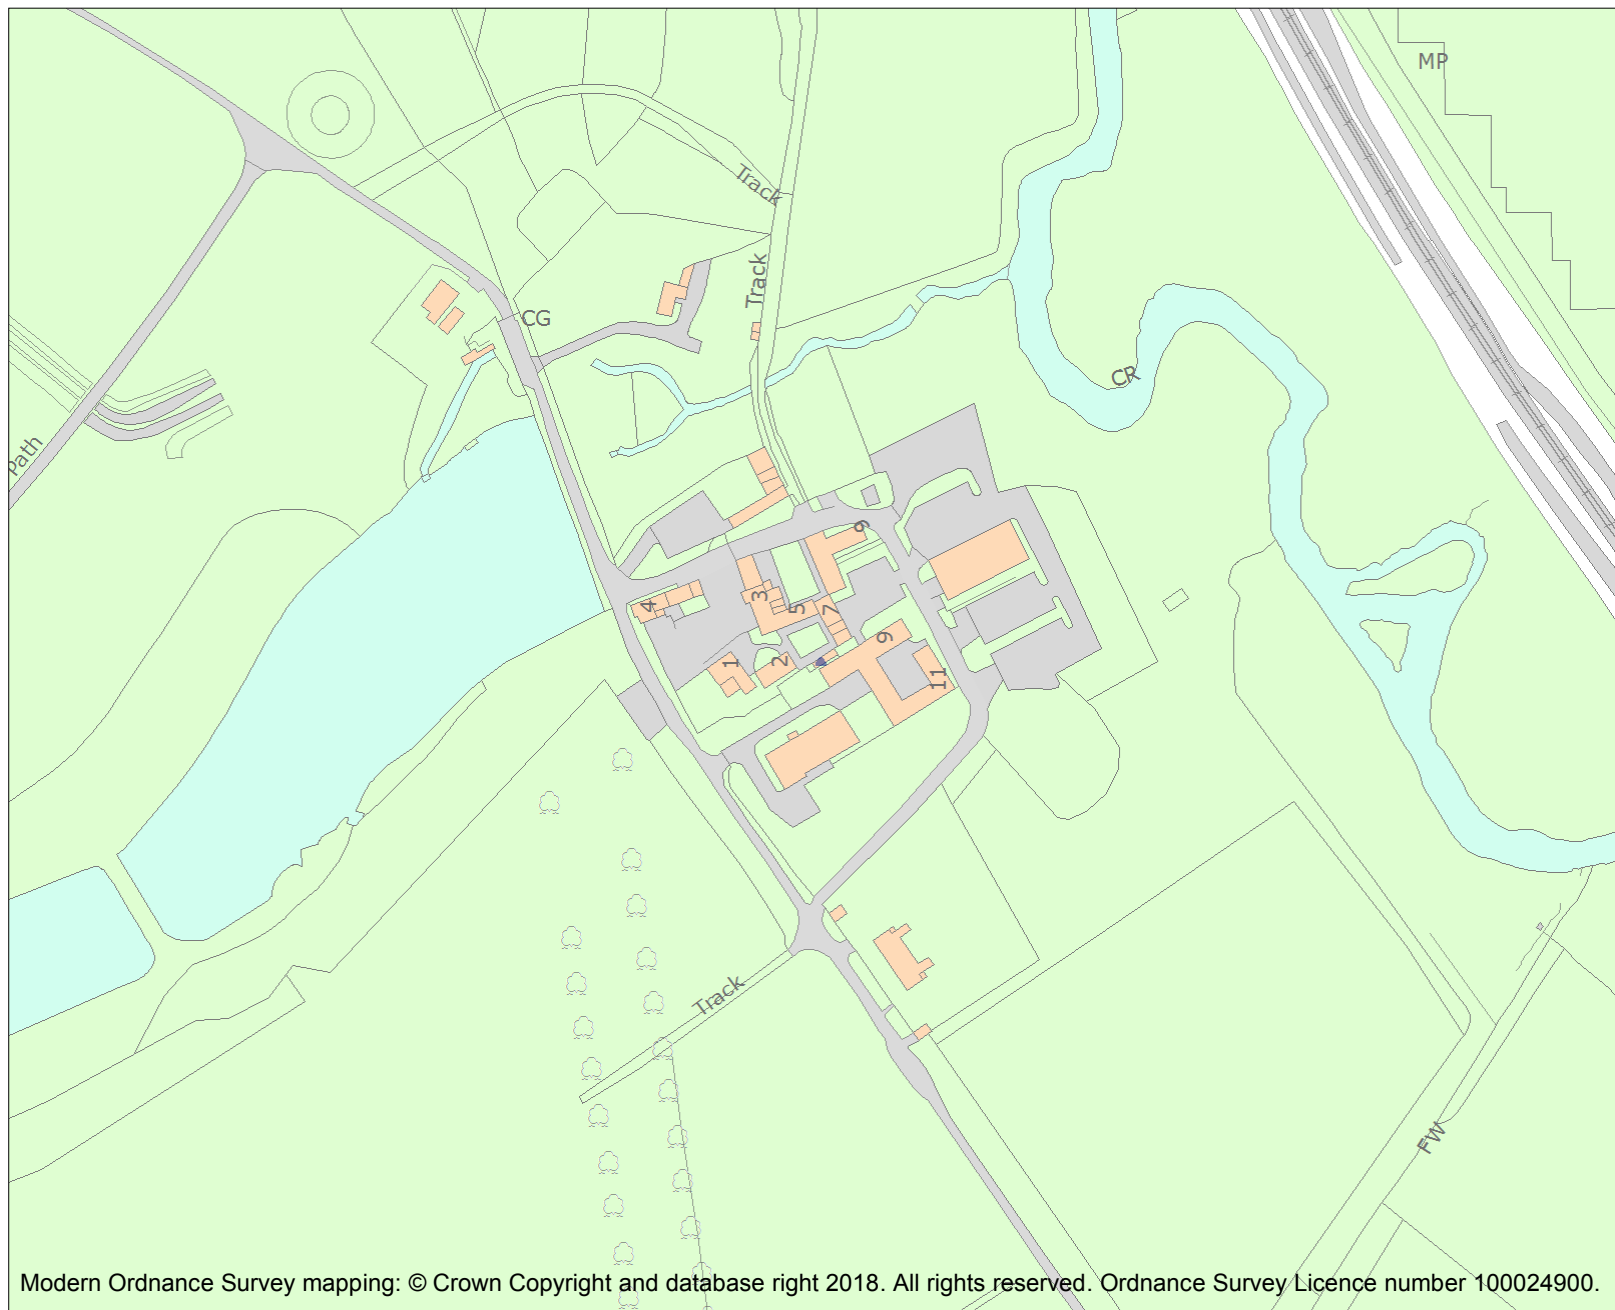 MP
Track
Track
CG
CR
Path
9
4
3
5
7
9
1
2
11
Track
FW
Modern Ordnance Survey mapping: © Crown Copyright and database right 2018. All rights reserved. Ordnance Survey Licence number 100024900.